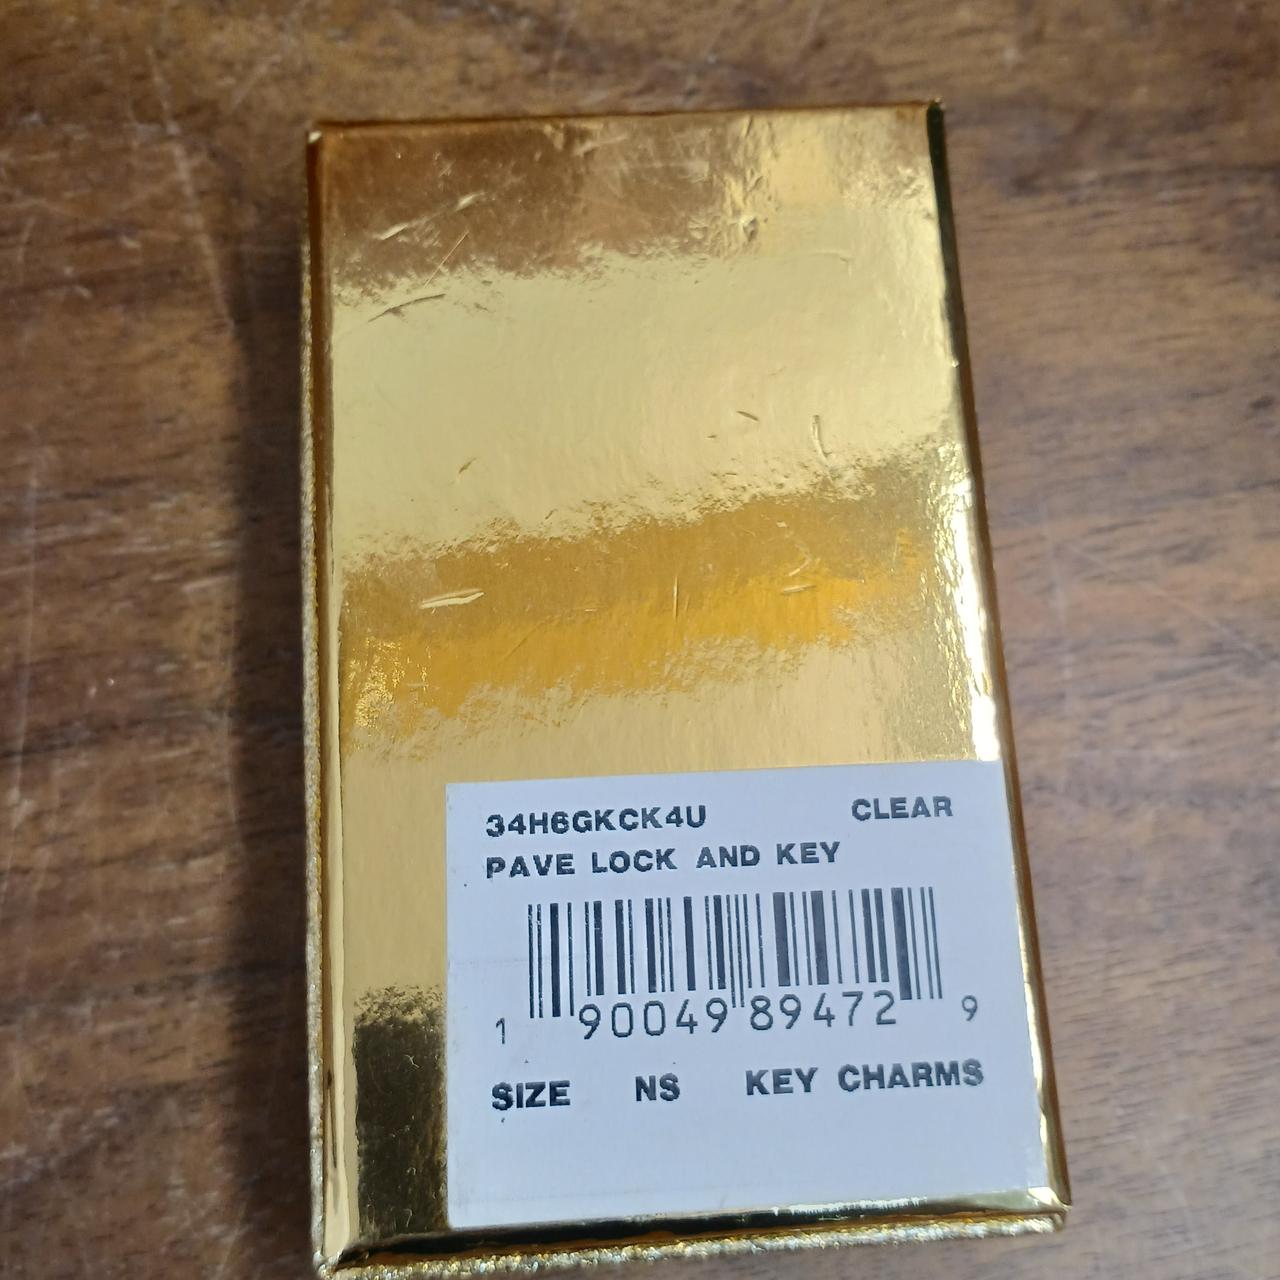 34H6GKCK4U CLEAR
PAVE LOCK AND KEY
1 90049 89472 9
SIZE NS KEY CHARMS